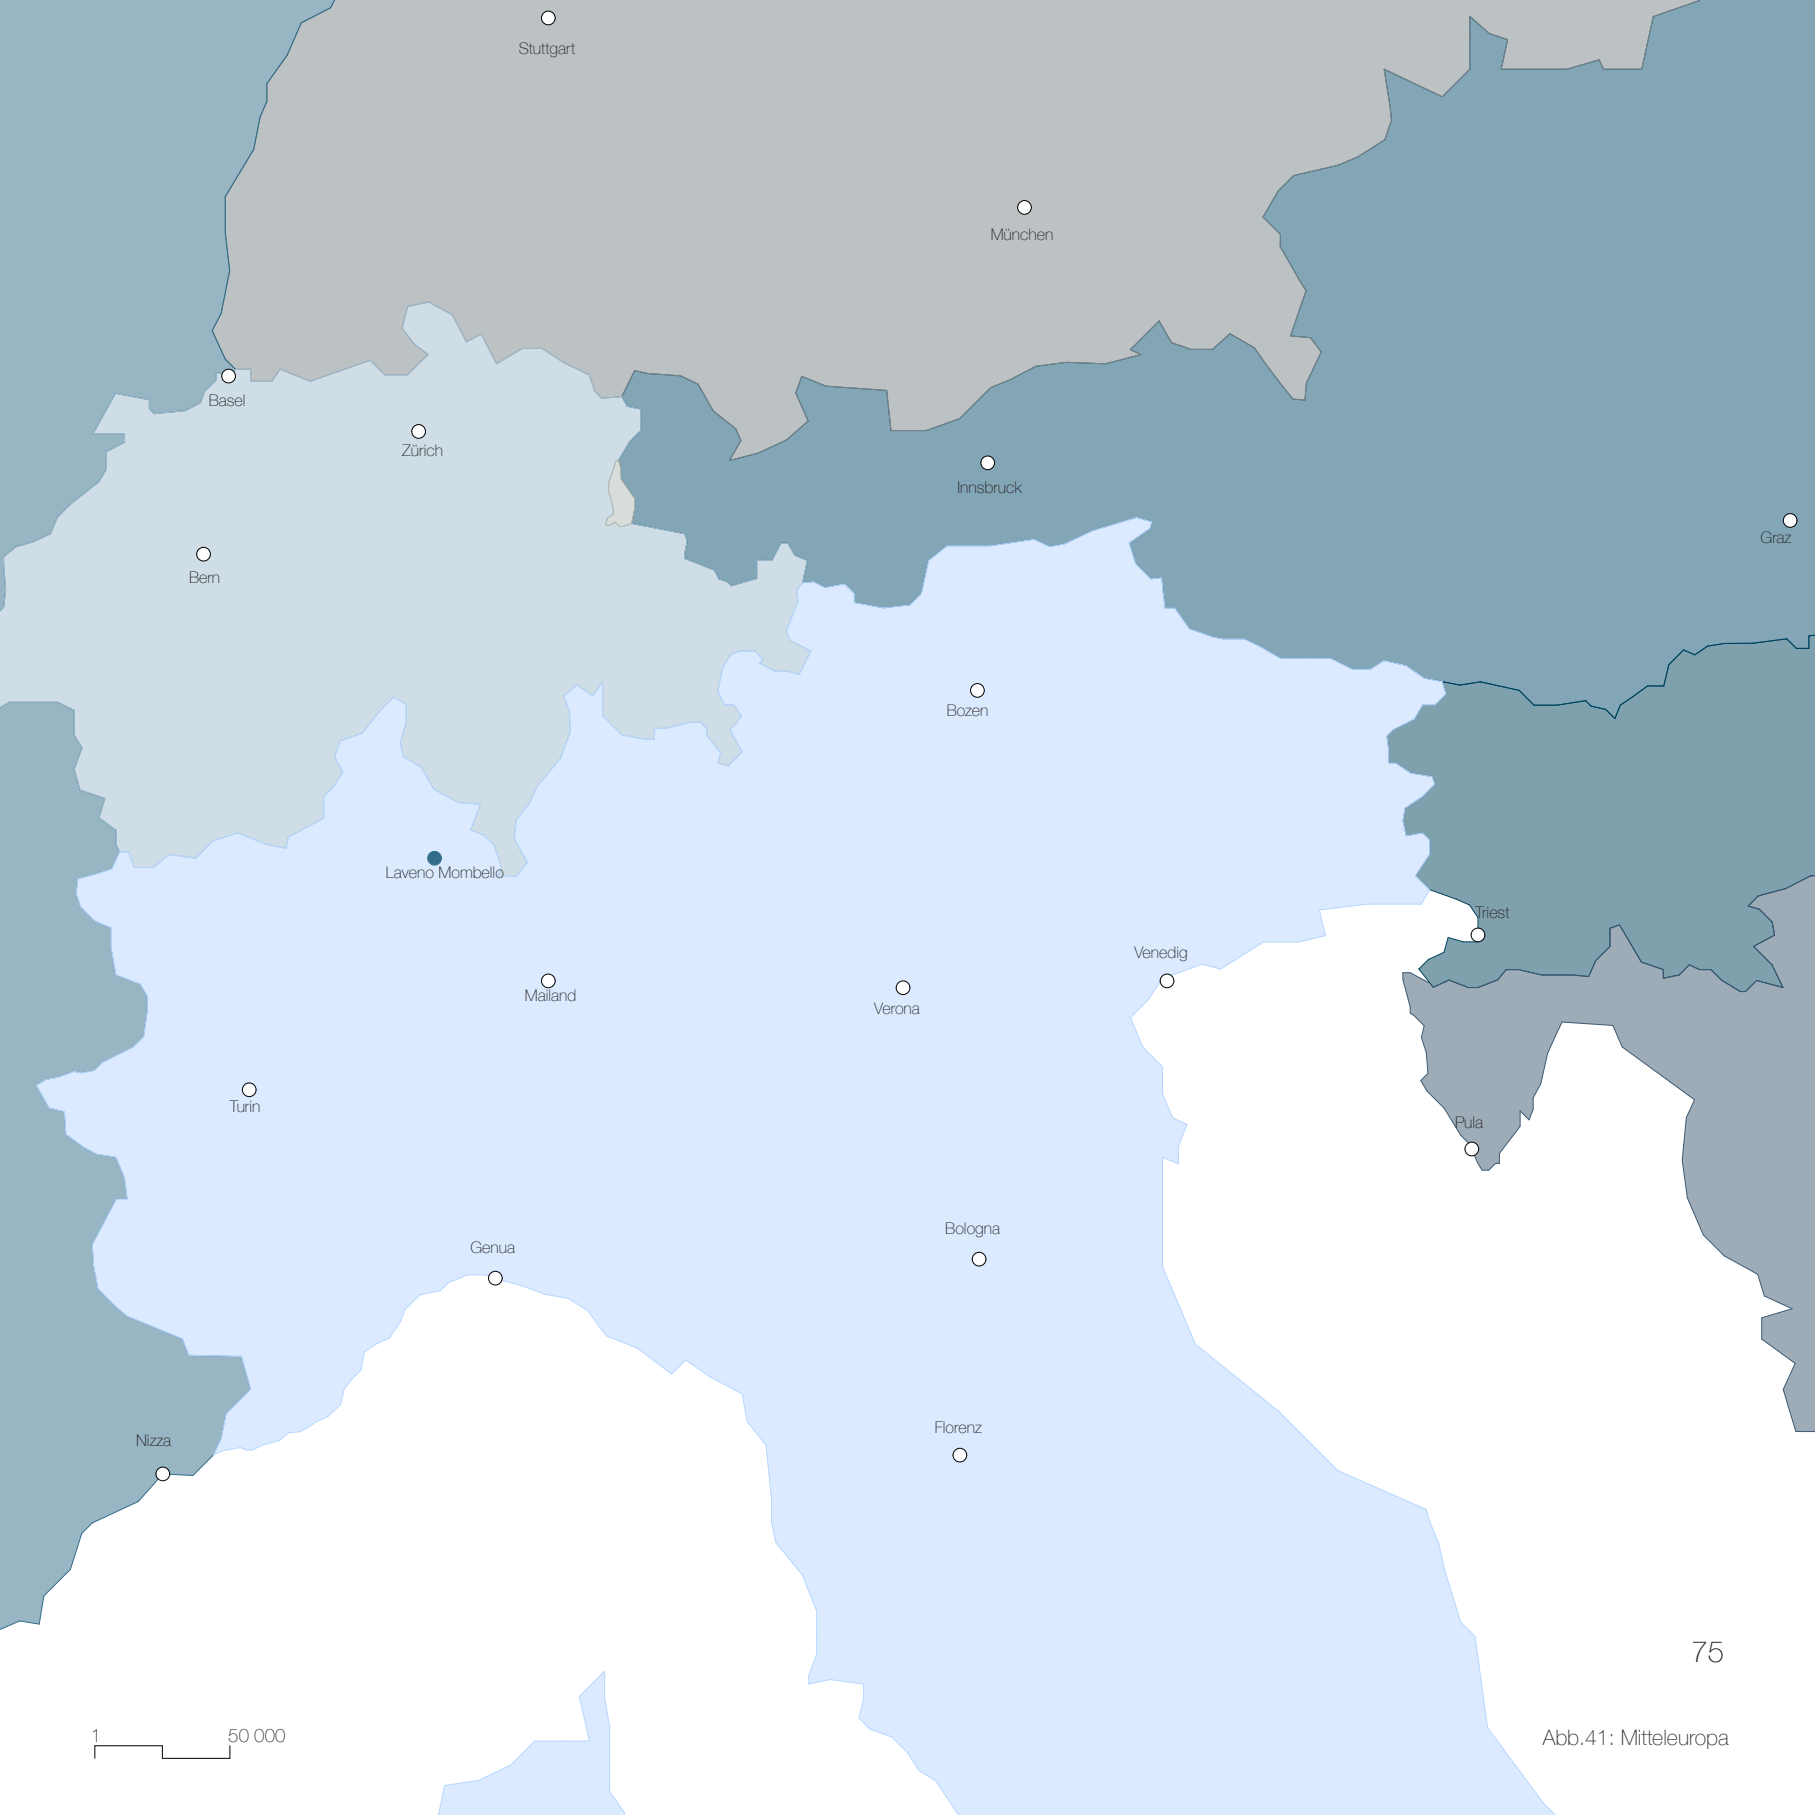 Stuttgart
München
Basel
Zürich
Innsbruck
Graz
Bern
Bozen
Laveno Mombello
Triest
Venedig
Mailand
Verona
Turin
Pula
Bologna
Genua
Florenz
Nizza
75
1 50 000
Abb.41: Mitteleuropa